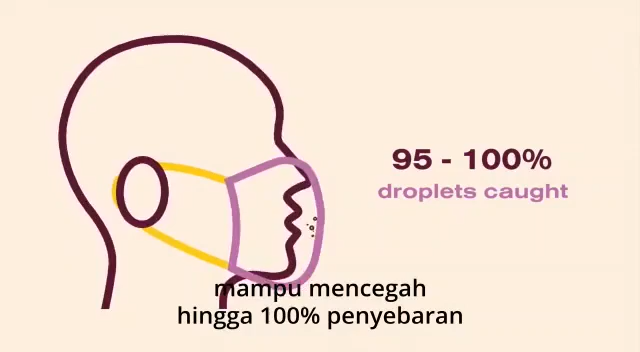 95 - 100%
droplets caught
mampu mencegah
hingga 100% penyebaran